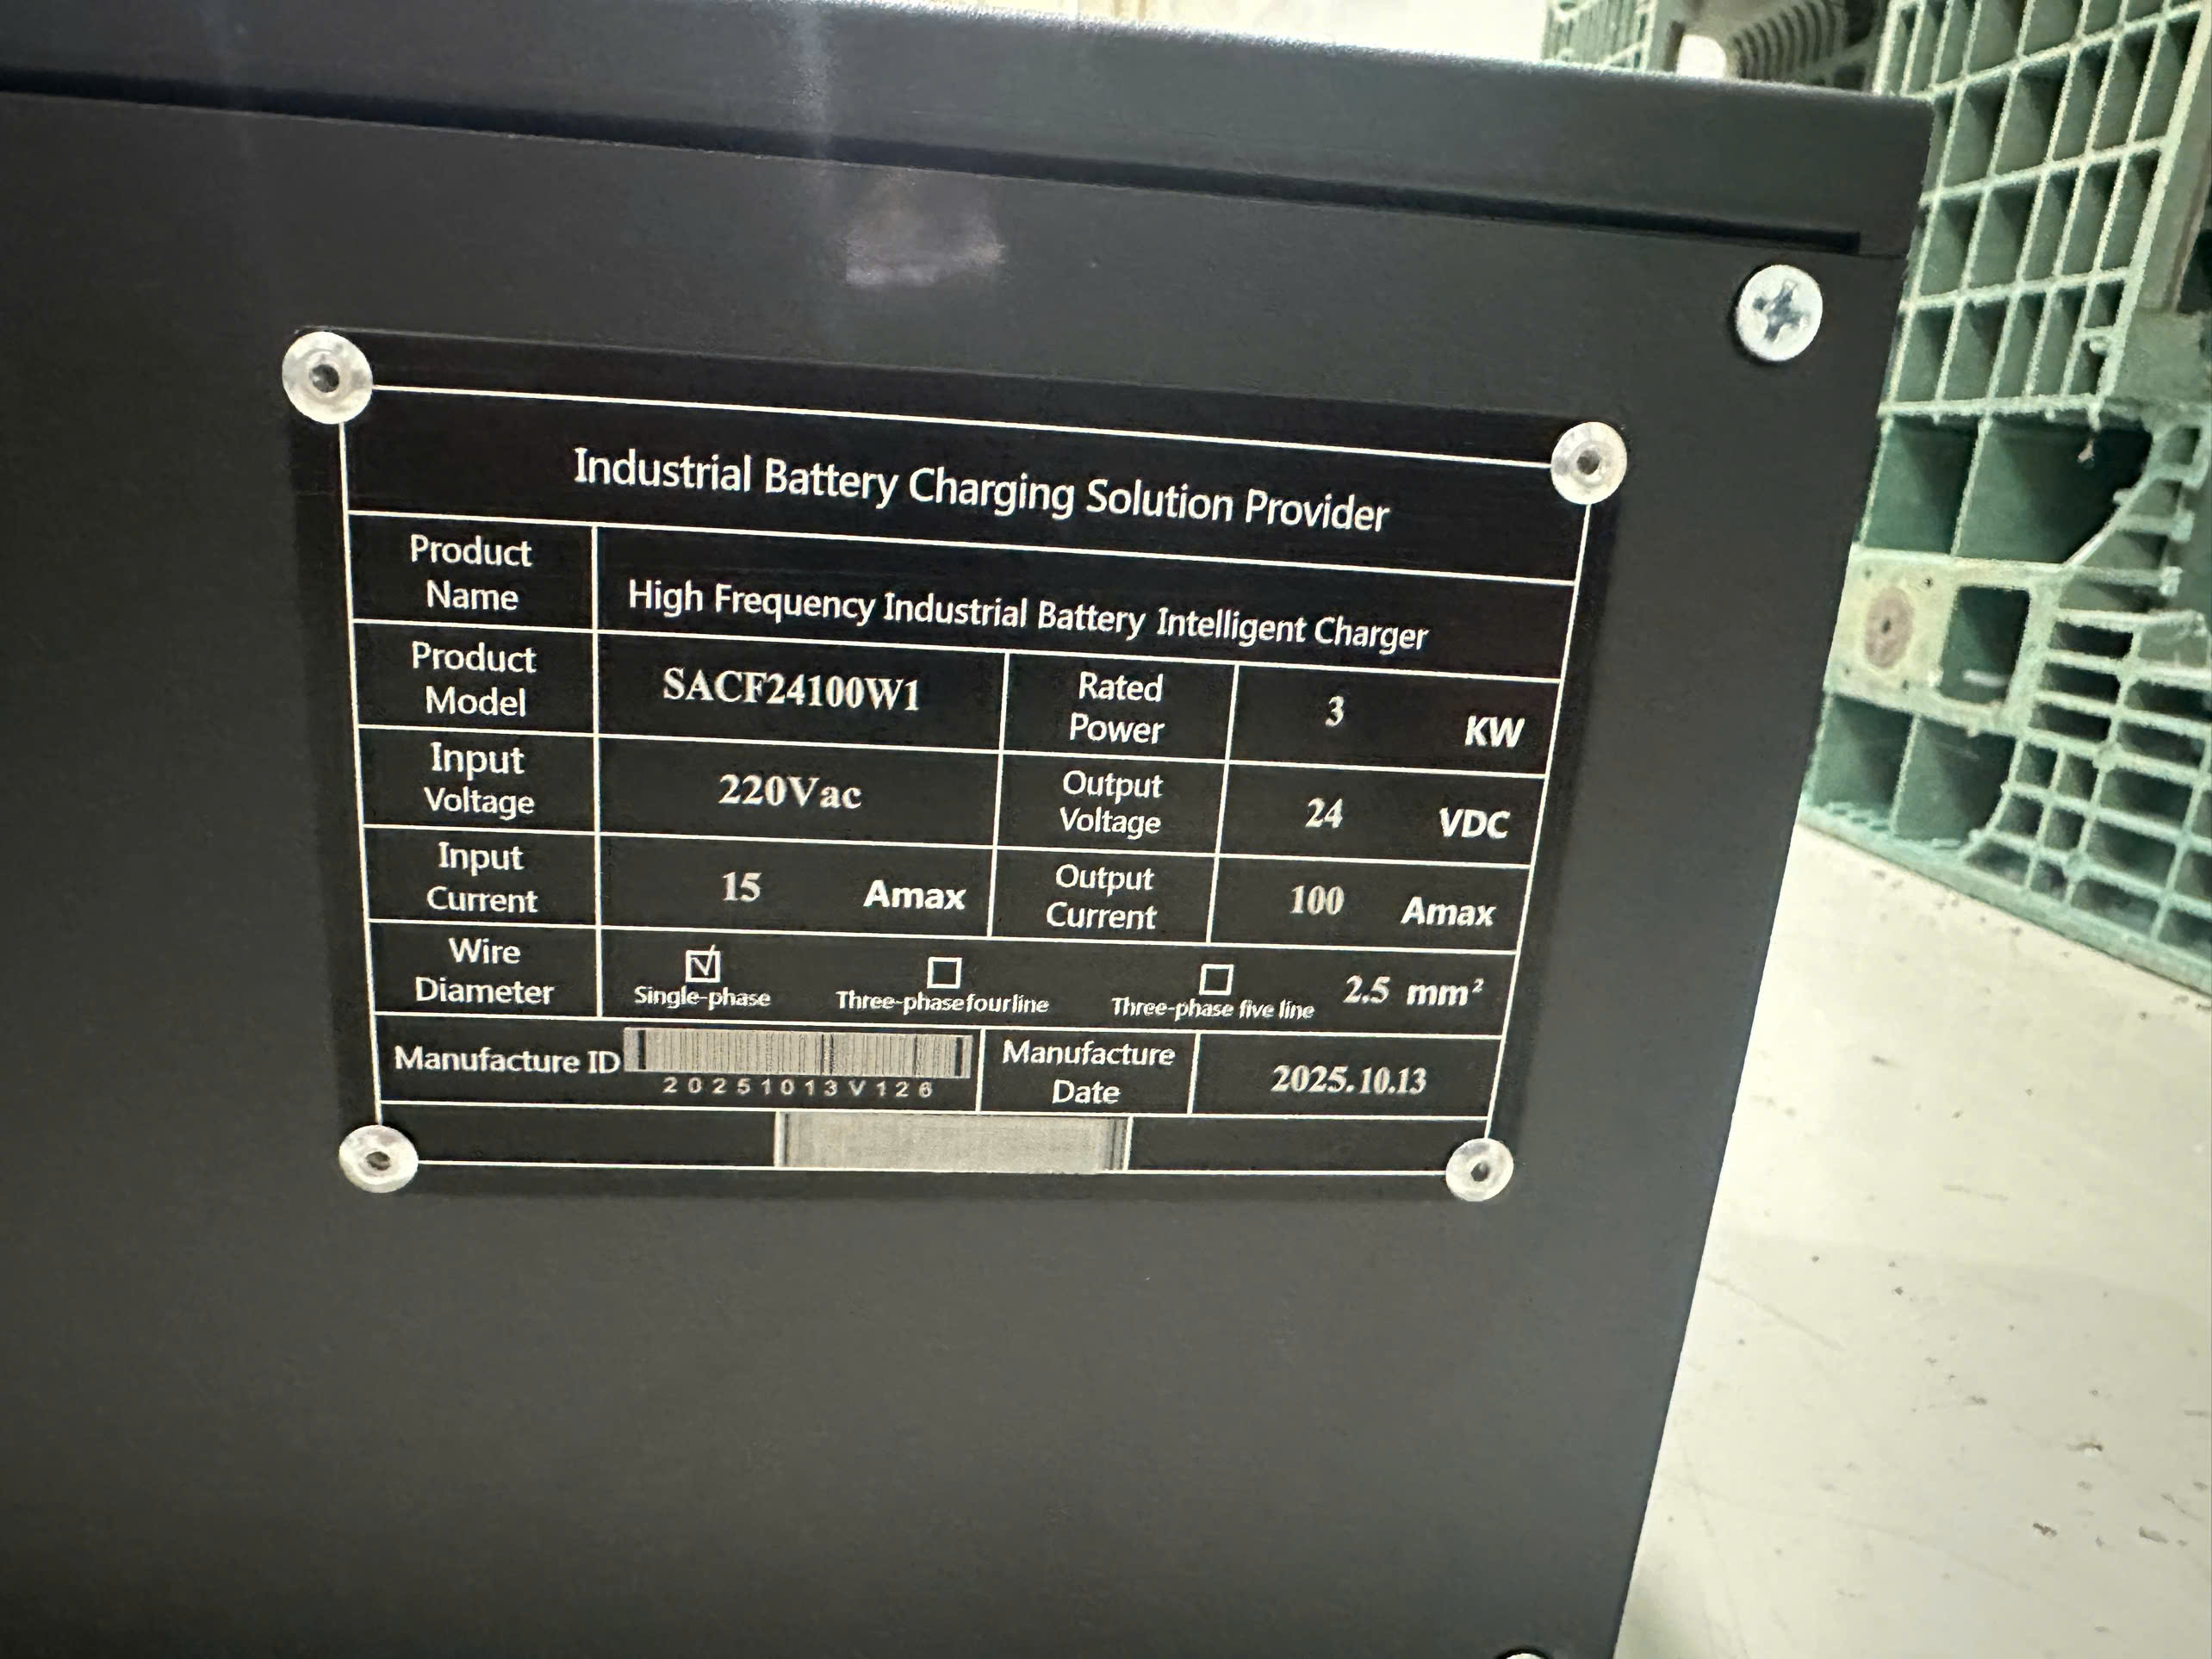 Industrial Battery Charging Solution Provider
Product Name
High Frequency Industrial Battery Intelligent Charger
Product Model
SACF24100W1
Rated Power
3 KW
Input Voltage
220Vac
Output Voltage
24 VDC
Input Current
15 Amax
Output Current
100 Amax
Wire Diameter
☑ Single-phase
☐ Three-phase four line
☐ Three-phase five line
2.5 mm²
Manufacture ID
20251013V126
Manufacture Date
2025.10.13